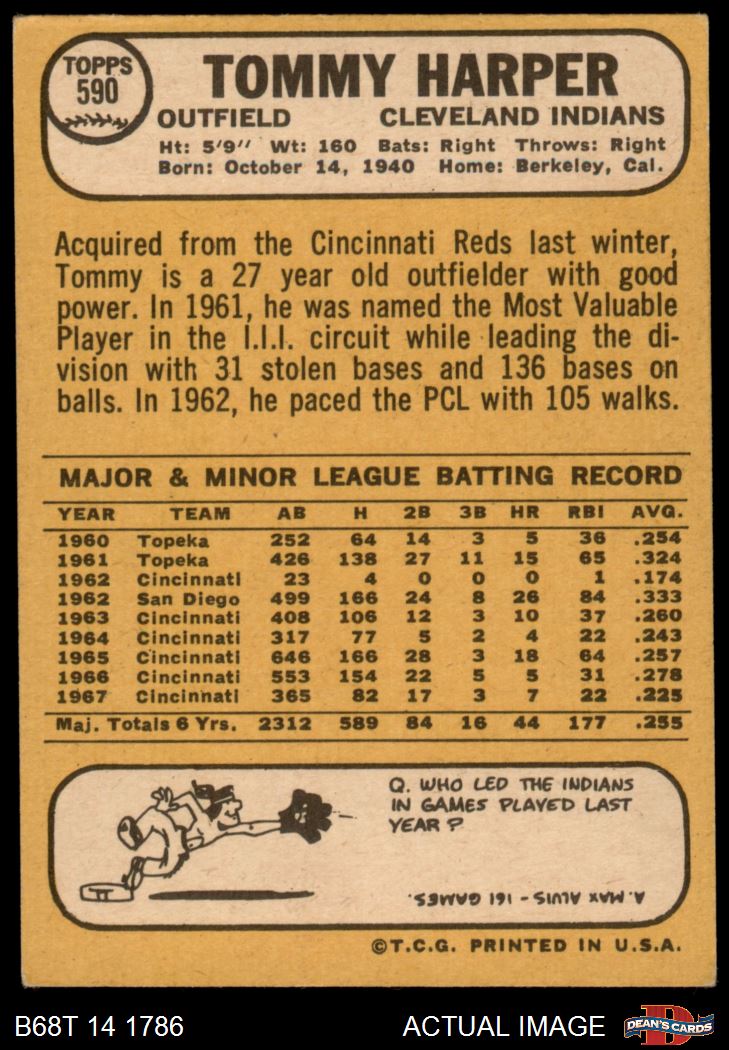 TOPPS
590
TOMMY HARPER
OUTFIELD CLEVELAND INDIANS
Ht: 5'9" Wt: 160 Bats: Right Throws: Right
Born: October 14, 1940 Home: Berkeley, Cal.
Acquired from the Cincinnati Reds last winter,
Tommy is a 27 year old outfielder with good
power. In 1961, he was named the Most Valuable
Player in the I.I.I. circuit while leading the di-
vision with 31 stolen bases and 136 bases on
balls. In 1962, he paced the PCL with 105 walks.
MAJOR & MINOR LEAGUE BATTING RECORD
YEAR TEAM AB H 2B 3B HR RBI AVG.
1960 Topeka 252 64 14 3 5 36 .254
1961 Topeka 426 138 27 11 15 65 .324
1962 Cincinnati 23 4 0 0 0 1 .174
1962 San Diego 499 166 24 8 26 84 .333
1963 Cincinnati 408 106 12 3 10 37 .260
1964 Cincinnati 317 77 5 2 4 22 .243
1965 Cincinnati 646 166 28 3 18 64 .257
1966 Cincinnati 553 154 22 5 5 31 .278
1967 Cincinnati 365 82 17 3 7 22 .225
Maj. Totals 6 Yrs. 2312 589 84 16 44 177 .255
Q. WHO LED THE INDIANS
IN GAMES PLAYED LAST
YEAR?
A. MAX ALVIS - 161 GAMES.
©T.C.G. PRINTED IN U.S.A.
B68T 14 1786 ACTUAL IMAGE
D
DEAN'S CARDS